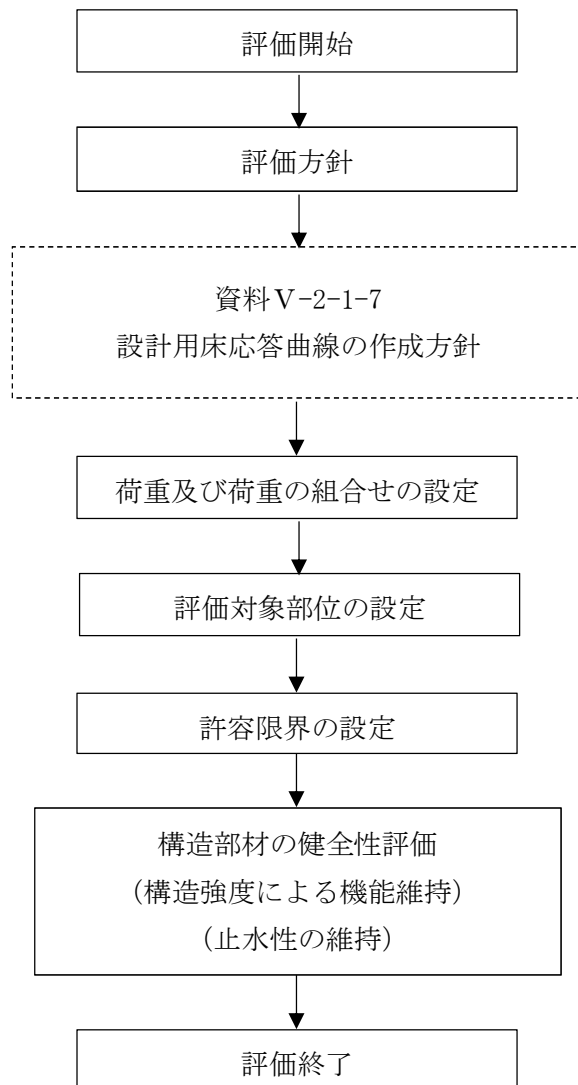 評価開始
評価方針
資料Ⅴ-2-1-7
設計用床応答曲線の作成方針
荷重及び荷重の組合せの設定
評価対象部位の設定
許容限界の設定
構造部材の健全性評価
（構造強度による機能維持）
（止水性の維持）
評価終了